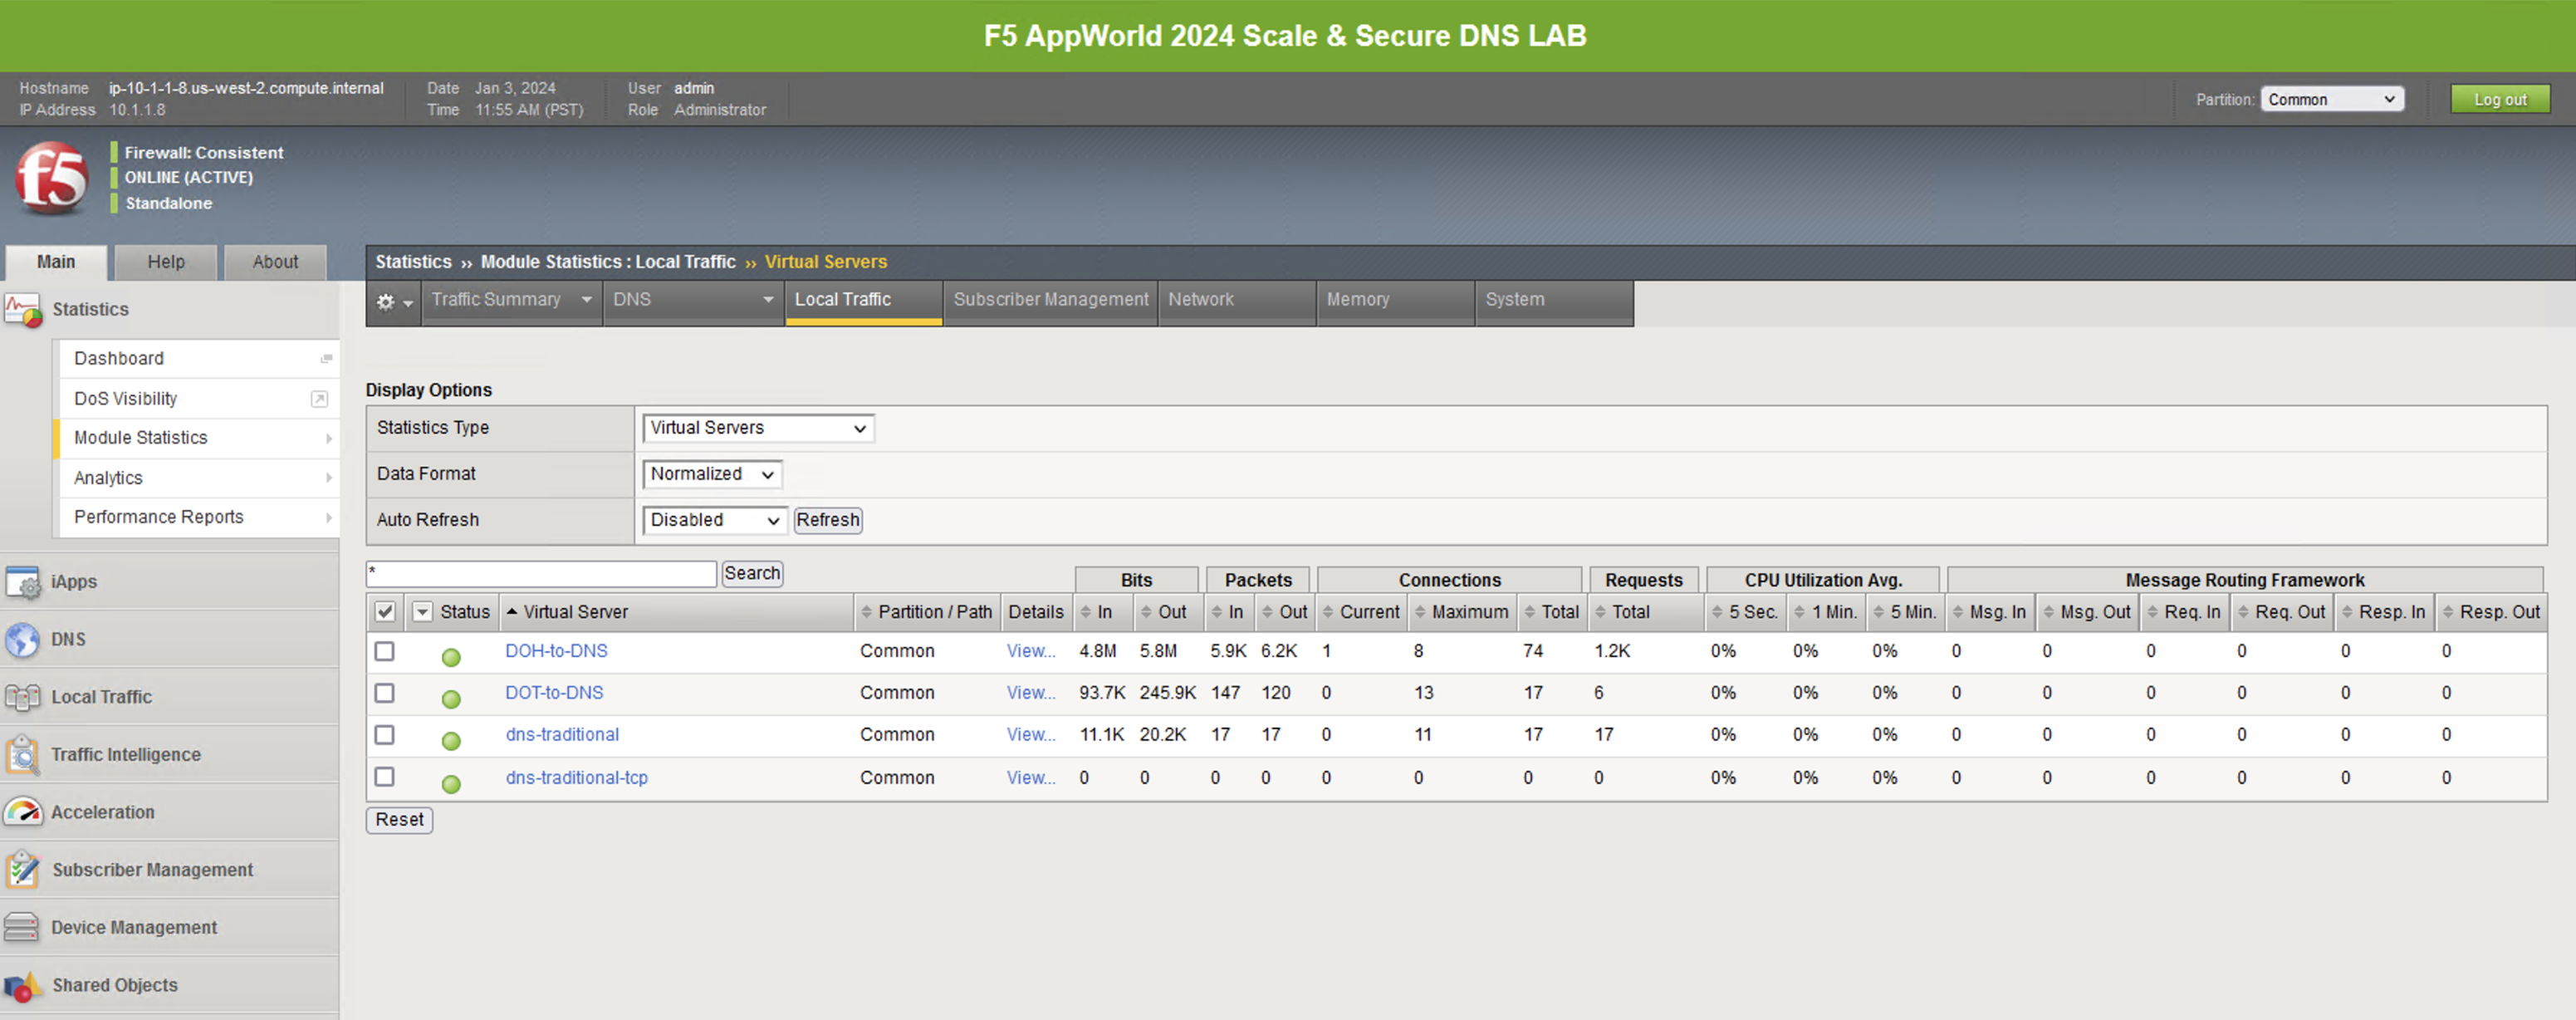 F5 AppWorld 2024 Scale & Secure DNS LAB
Hostname ip-10-1-1-8.us-west-2.compute.internal Date Jan 3, 2024 User admin
IP Address 10.1.1.8 Time 11:55 AM (PST) Role Administrator
Partition: Common Log out
f5
Firewall: Consistent
ONLINE (ACTIVE)
Standalone
Main Help About
Statistics ›› Module Statistics : Local Traffic ›› Virtual Servers
Traffic Summary DNS Local Traffic Subscriber Management Network Memory System
Statistics
Dashboard
DoS Visibility
Module Statistics
Analytics
Performance Reports
iApps
DNS
Local Traffic
Traffic Intelligence
Acceleration
Subscriber Management
Device Management
Shared Objects
Display Options
Statistics Type Virtual Servers
Data Format Normalized
Auto Refresh Disabled Refresh
* Search
Bits Packets Connections Requests CPU Utilization Avg. Message Routing Framework
Status Virtual Server Partition / Path Details In Out In Out Current Maximum Total Total 5 Sec. 1 Min. 5 Min. Msg. In Msg. Out Req. In Req. Out Resp. In Resp. Out
DOH-to-DNS Common View... 4.8M 5.8M 5.9K 6.2K 1 8 74 1.2K 0% 0% 0% 0 0 0 0 0 0
DOT-to-DNS Common View... 93.7K 245.9K 147 120 0 13 17 6 0% 0% 0% 0 0 0 0 0 0
dns-traditional Common View... 11.1K 20.2K 17 17 0 11 17 17 0% 0% 0% 0 0 0 0 0 0
dns-traditional-tcp Common View... 0 0 0 0 0 0 0 0 0% 0% 0% 0 0 0 0 0 0
Reset